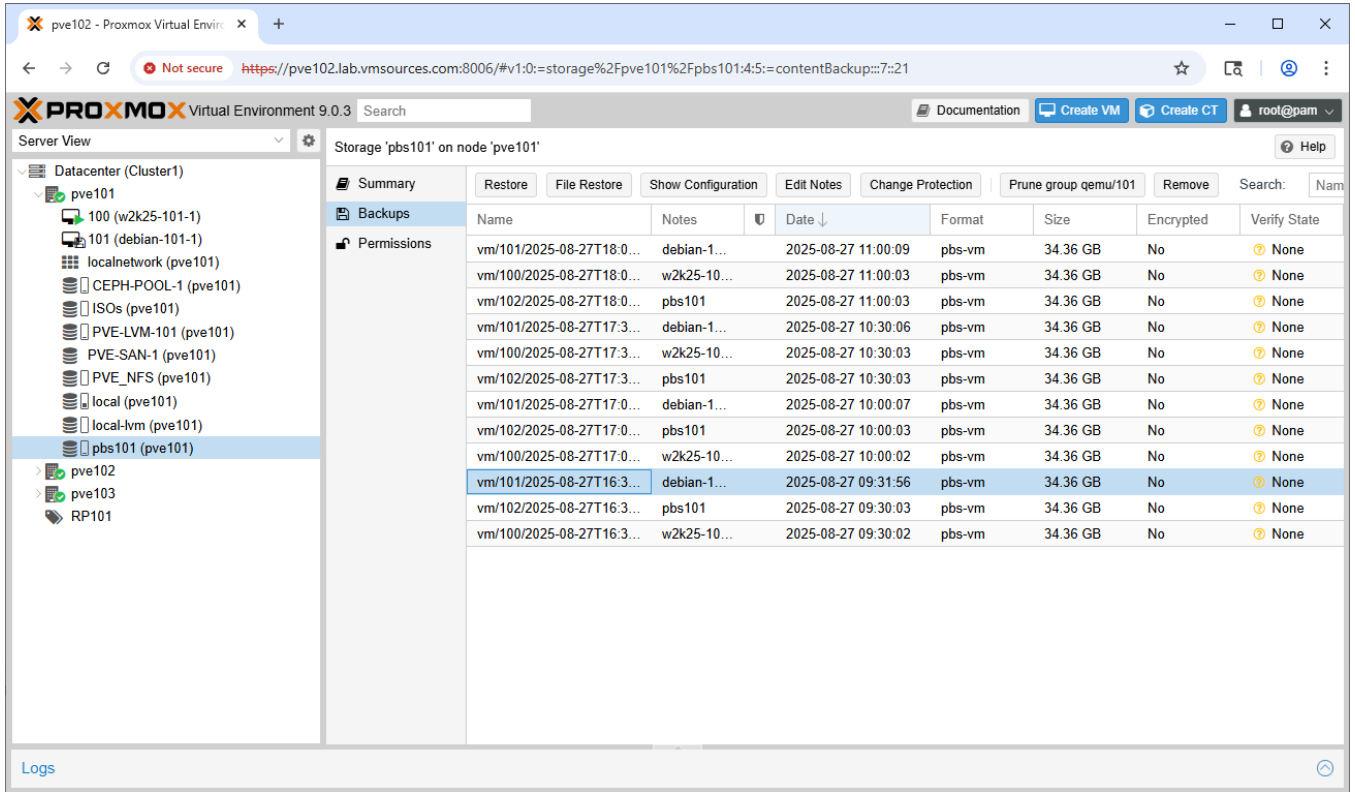 pve102 - Proxmox Virtual Enviro
Not secure https://pve102.lab.vmsources.com:8006/#v1:0:=storage%2Fpve101%2Fpbs101:4:5:=contentBackup:::7::21
PROXMOX Virtual Environment 9.0.3 Search Documentation Create VM Create CT root@pam
Server View
Datacenter (Cluster1)
pve101
100 (w2k25-101-1)
101 (debian-101-1)
localnetwork (pve101)
CEPH-POOL-1 (pve101)
ISOs (pve101)
PVE-LVM-101 (pve101)
PVE-SAN-1 (pve101)
PVE_NFS (pve101)
local (pve101)
local-lvm (pve101)
pbs101 (pve101)
pve102
pve103
RP101
Storage 'pbs101' on node 'pve101' Help
Summary
Backups
Permissions
Restore File Restore Show Configuration Edit Notes Change Protection Prune group qemu/101 Remove Search: Nam
Name Notes Date ↓ Format Size Encrypted Verify State
vm/101/2025-08-27T18:0... debian-1... 2025-08-27 11:00:09 pbs-vm 34.36 GB No None
vm/100/2025-08-27T18:0... w2k25-10... 2025-08-27 11:00:03 pbs-vm 34.36 GB No None
vm/102/2025-08-27T18:0... pbs101 2025-08-27 11:00:03 pbs-vm 34.36 GB No None
vm/101/2025-08-27T17:3... debian-1... 2025-08-27 10:30:06 pbs-vm 34.36 GB No None
vm/100/2025-08-27T17:3... w2k25-10... 2025-08-27 10:30:03 pbs-vm 34.36 GB No None
vm/102/2025-08-27T17:3... pbs101 2025-08-27 10:30:03 pbs-vm 34.36 GB No None
vm/101/2025-08-27T17:0... debian-1... 2025-08-27 10:00:07 pbs-vm 34.36 GB No None
vm/102/2025-08-27T17:0... pbs101 2025-08-27 10:00:03 pbs-vm 34.36 GB No None
vm/100/2025-08-27T17:0... w2k25-10... 2025-08-27 10:00:02 pbs-vm 34.36 GB No None
vm/101/2025-08-27T16:3... debian-1... 2025-08-27 09:31:56 pbs-vm 34.36 GB No None
vm/102/2025-08-27T16:3... pbs101 2025-08-27 09:30:03 pbs-vm 34.36 GB No None
vm/100/2025-08-27T16:3... w2k25-10... 2025-08-27 09:30:02 pbs-vm 34.36 GB No None
Logs